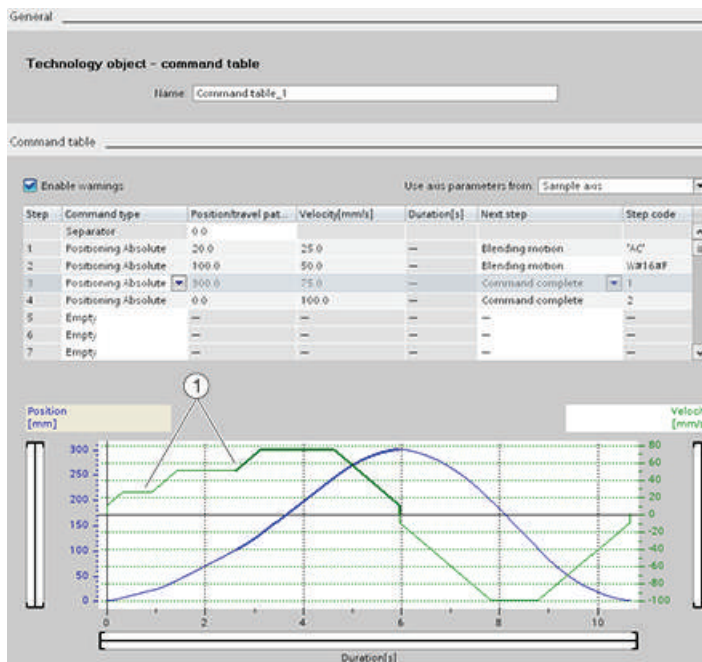 General
Technology object - command table
Name: Command table_1
Command table
Enable warnings Use axis parameters from: Sample axis
Step Command type Position/travel pat... Velocity[mm/s] Duration[s] Next step Step code
Separator 0.0
1 Positioning Absolute 20.0 25.0 — Blending motion 'AC'
2 Positioning Absolute 100.0 50.0 — Blending motion W#16#F
3 Positioning Absolute 300.0 75.0 — Command complete 1
4 Positioning Absolute 0.0 100.0 — Command complete 2
5 Empty — — — — —
6 Empty — — — — —
7 Empty — — — — —
1
Position
[mm]
Velocit
[mm/s
300 80
250 60
40
200 20
150 0
-20
100 -40
50 -60
-80
0 -100
0 2 4 6 8 10
Duration[s]